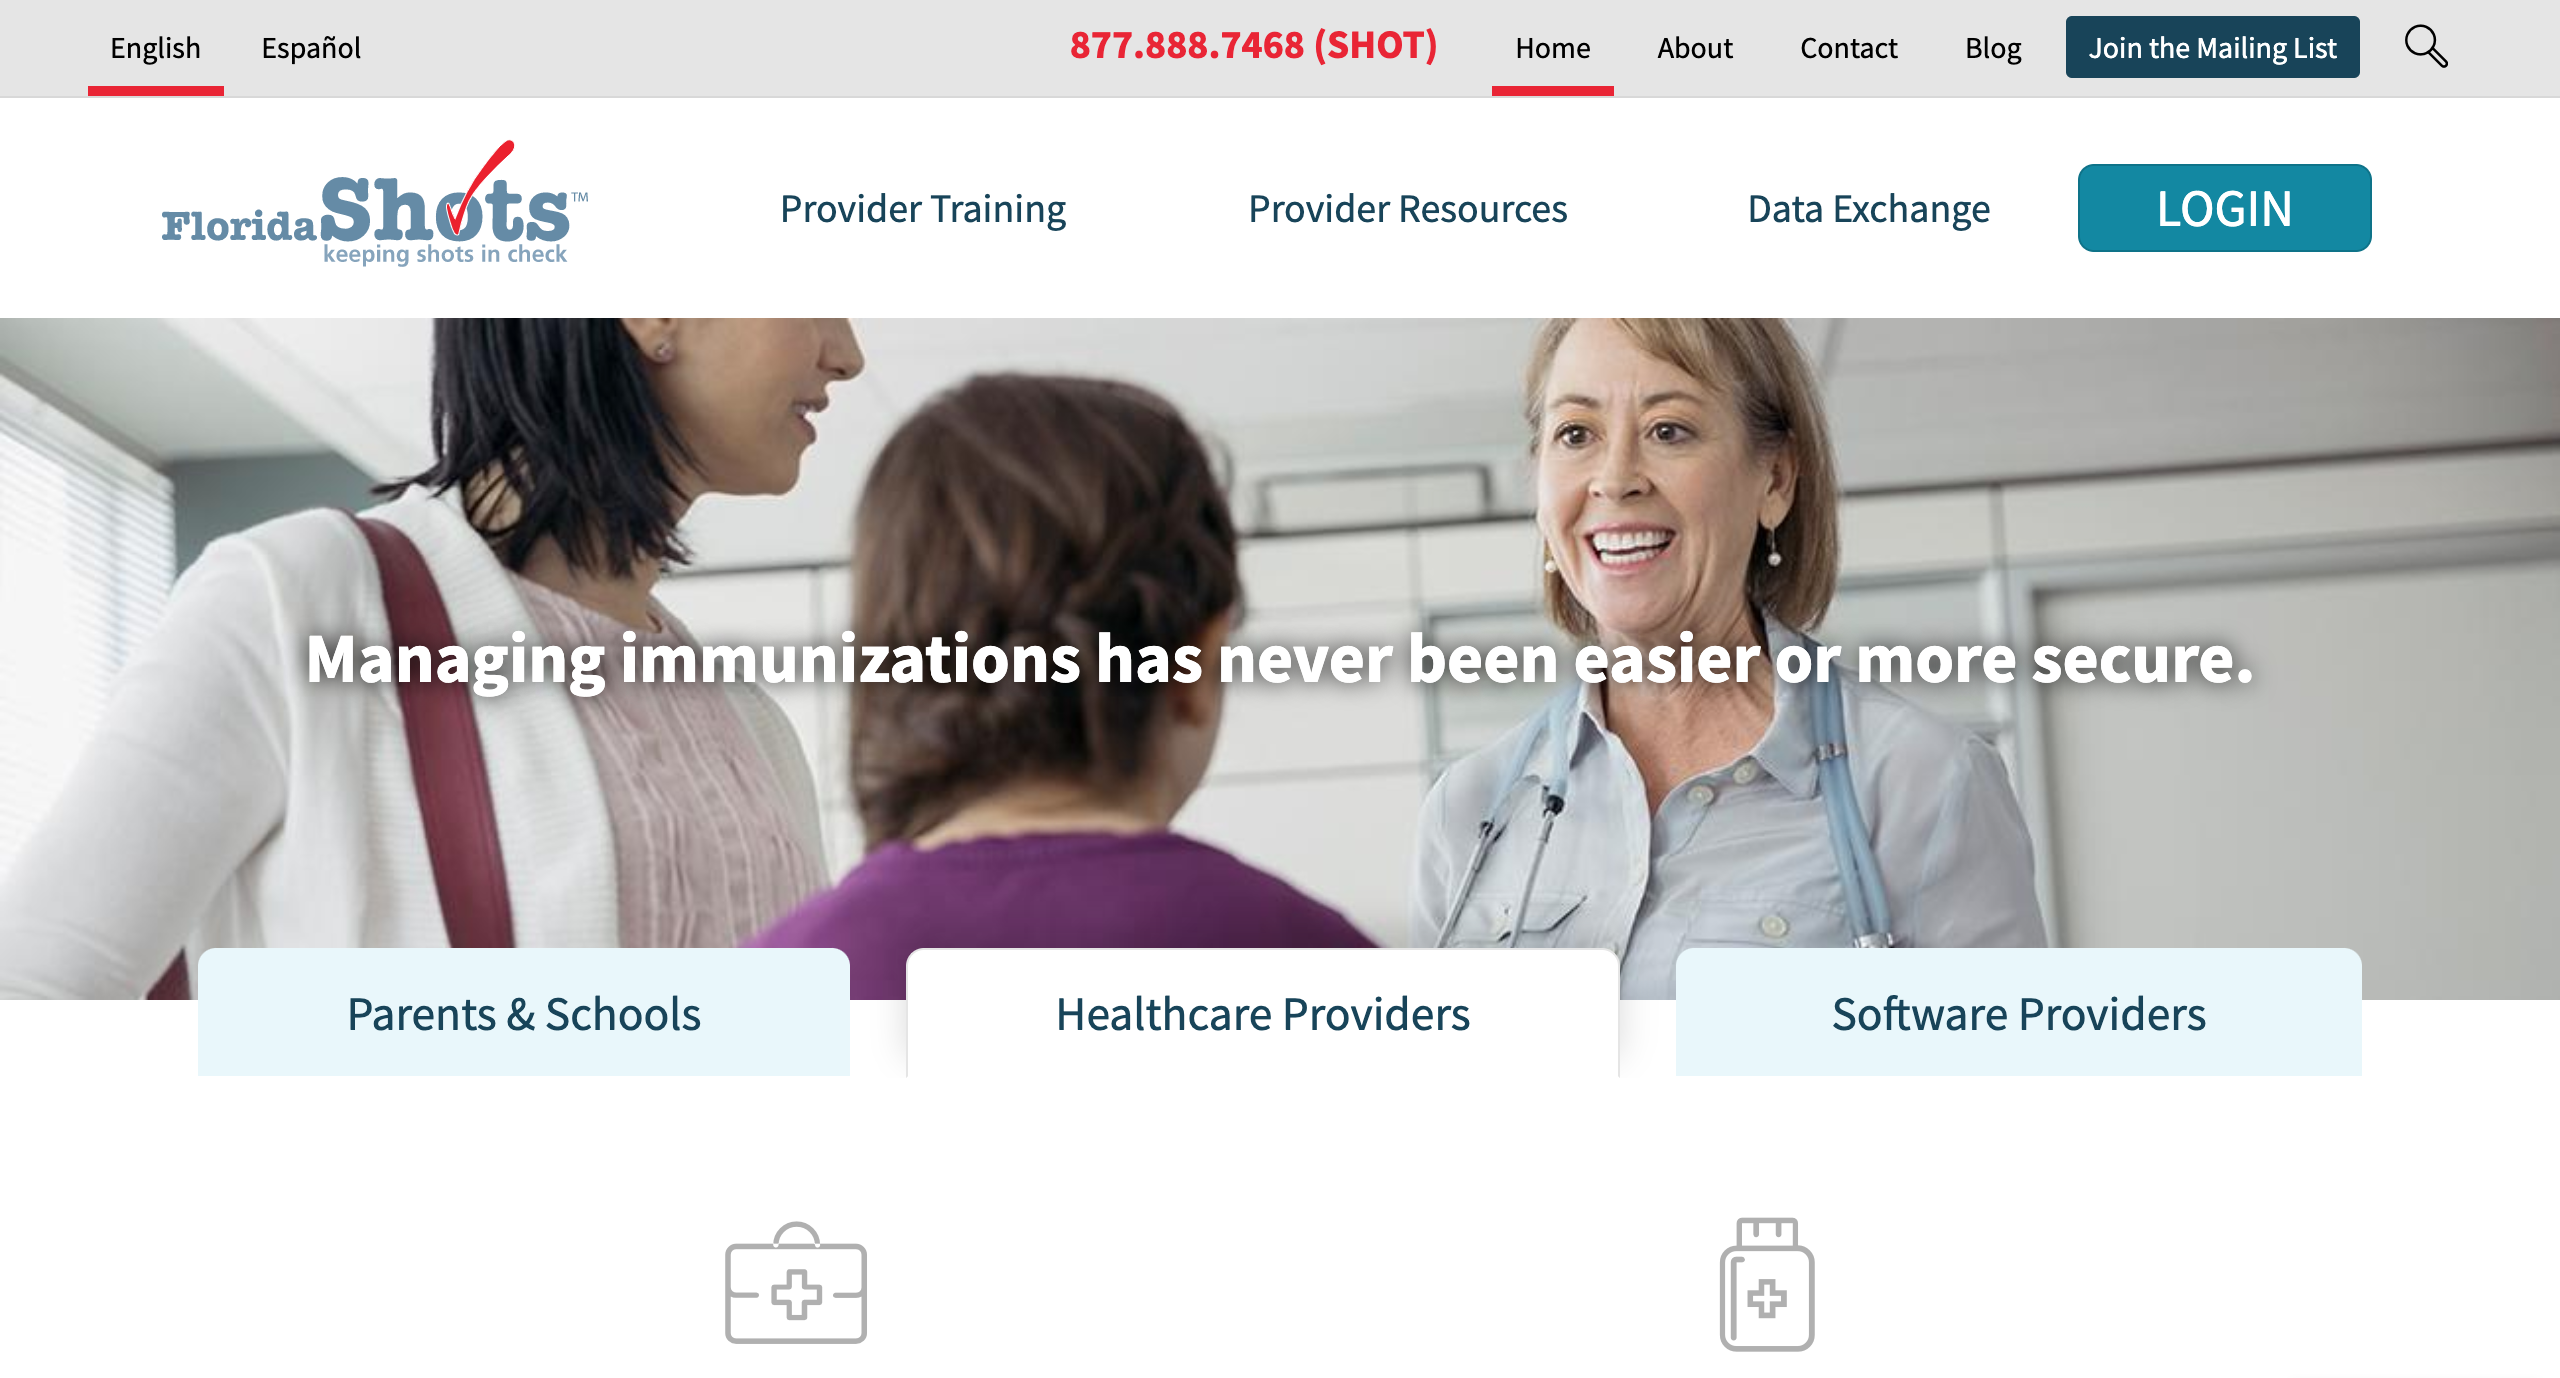 English Español 877.888.7468 (SHOT) Home About Contact Blog Join the Mailing List
Florida Shots™
keeping shots in check
Provider Training Provider Resources Data Exchange LOGIN
Managing immunizations has never been easier or more secure.
Parents & Schools Healthcare Providers Software Providers